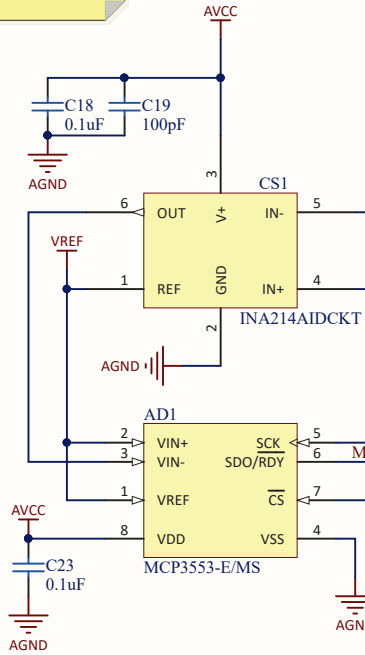 AVCC
C18
C19
0.1uF
100pF
AGND
CS1
3
6
OUT
V+
IN-
5
VREF
1
REF
GND
IN+
4
2
INA214AIDCKT
AGND
AD1
2
VIN+
SCK
5
3
VIN-
SDO/RDY
6
M
1
VREF
CS
7
AVCC
8
VDD
VSS
4
C23
MCP3553-E/MS
0.1uF
AGND
AGN